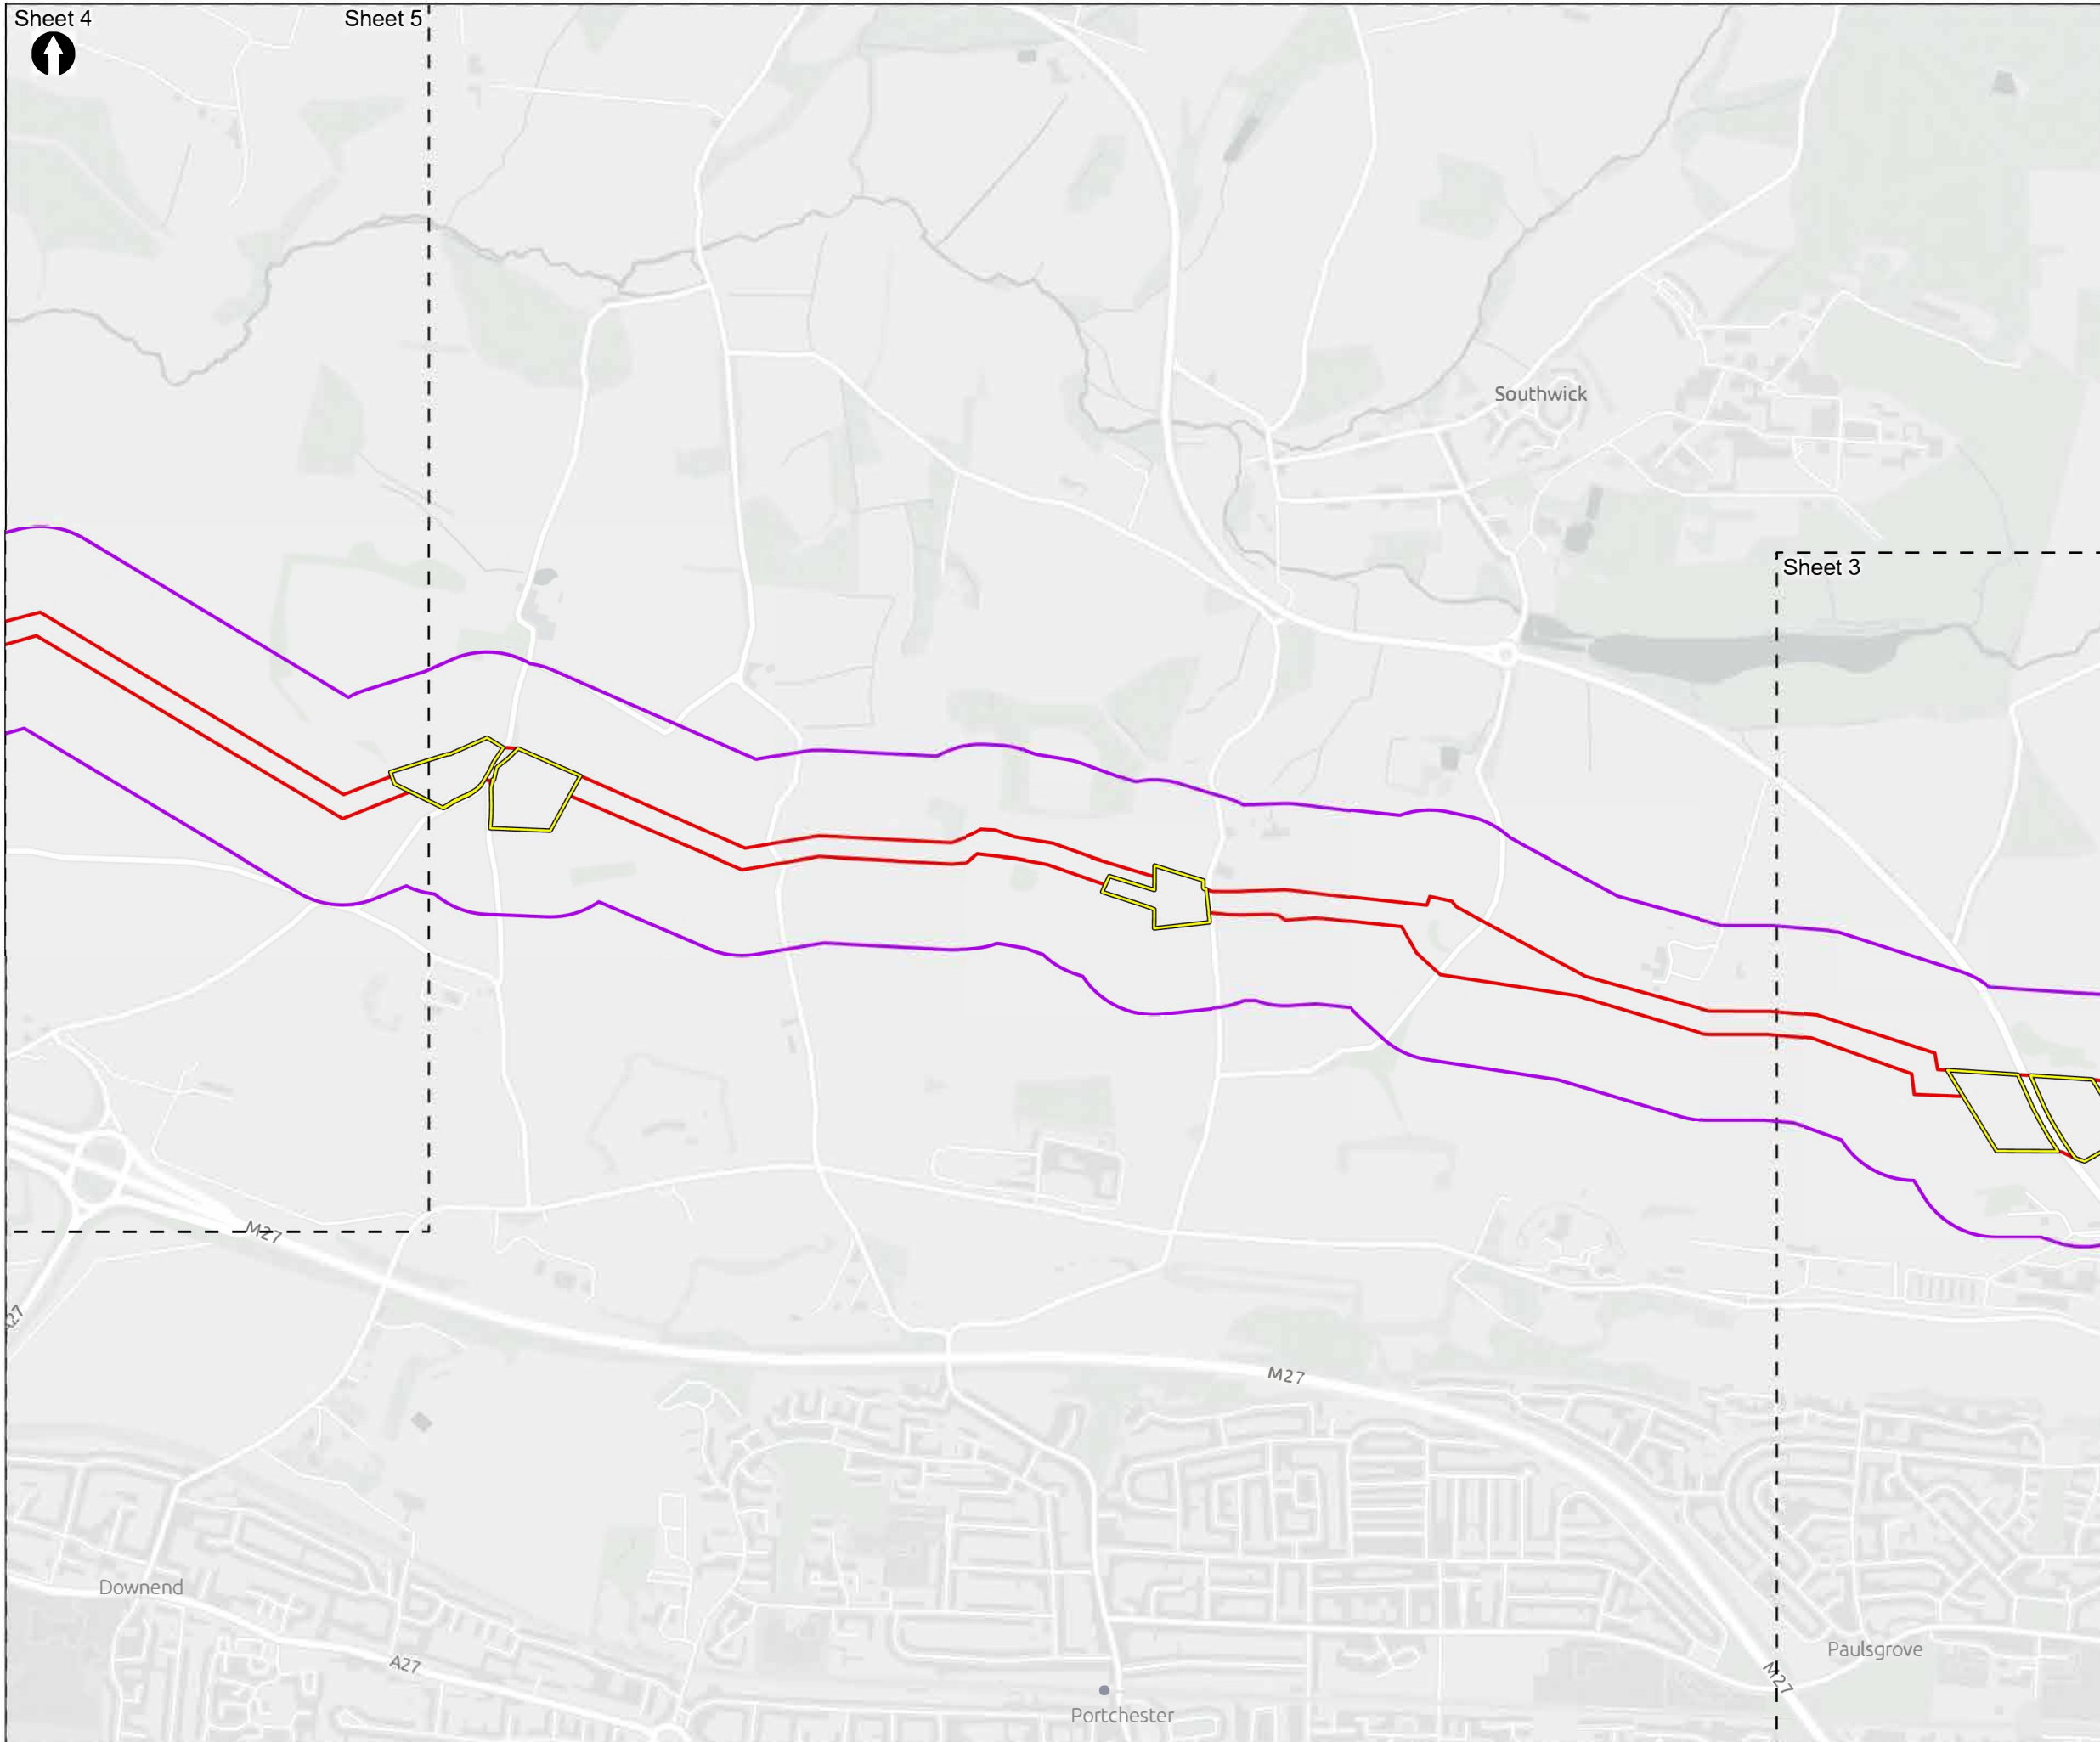 Sheet 4
Sheet 5
Southwick
Sheet 3
M27
A27
M27
Downend
A27
Paulsgrove
M27
Portchester